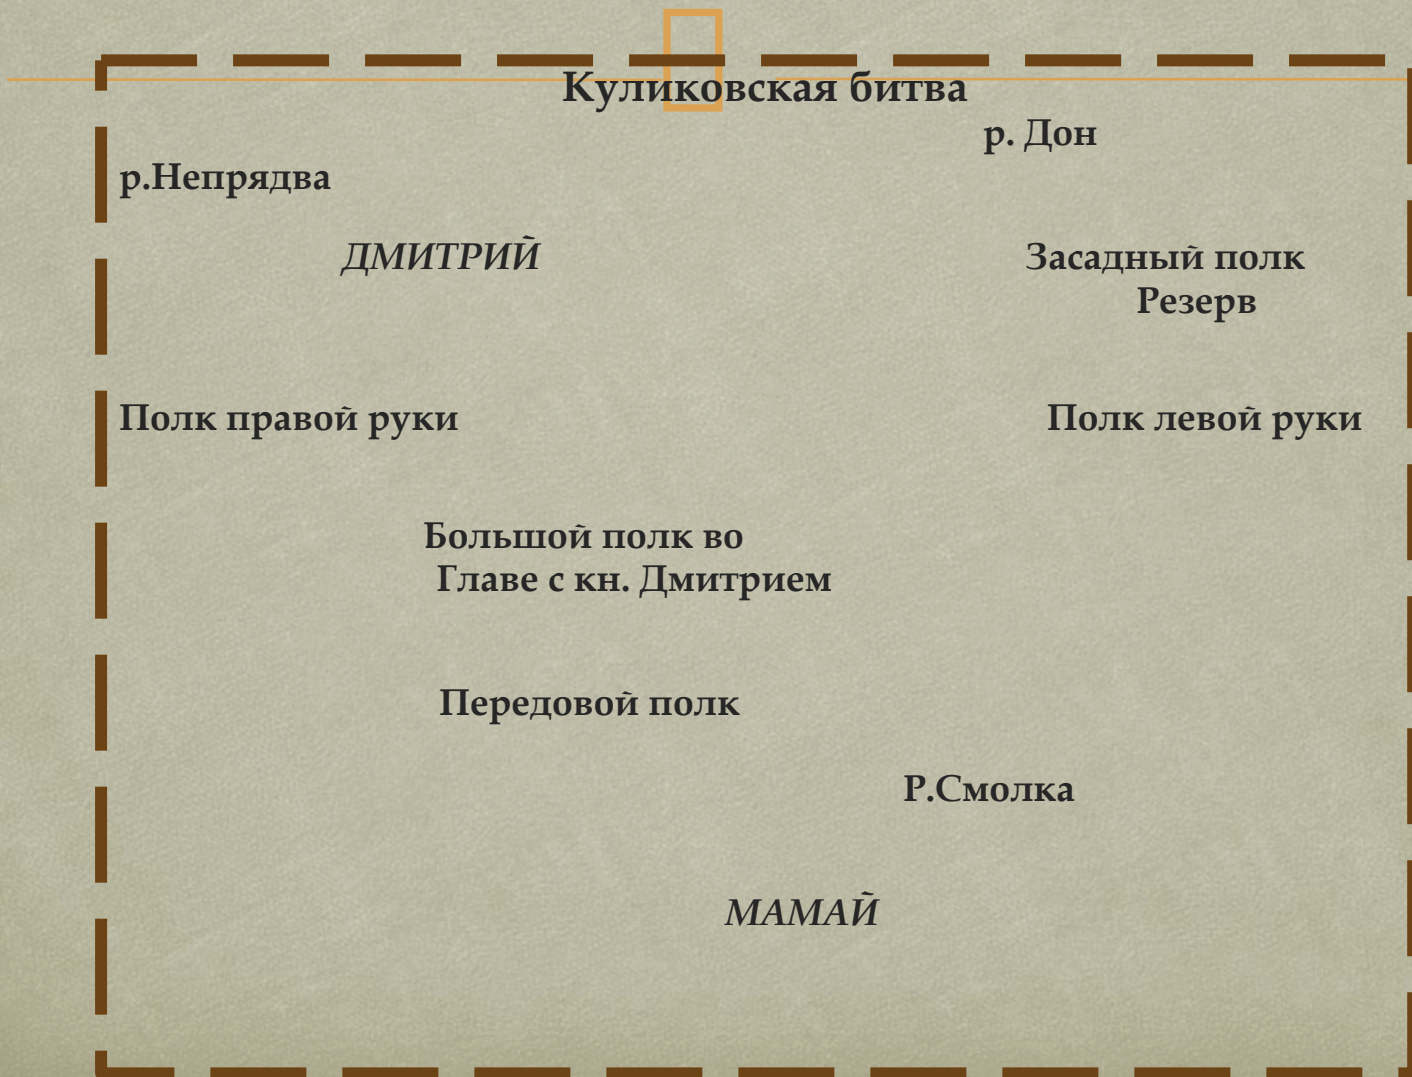 Куликовская битва
р. Дон
р.Непрядва
ДМИТРИЙ
Засадный полк
Резерв
Полк правой руки
Полк левой руки
Большой полк во
Главе с кн. Дмитрием
Передовой полк
Р.Смолка
МАМАЙ